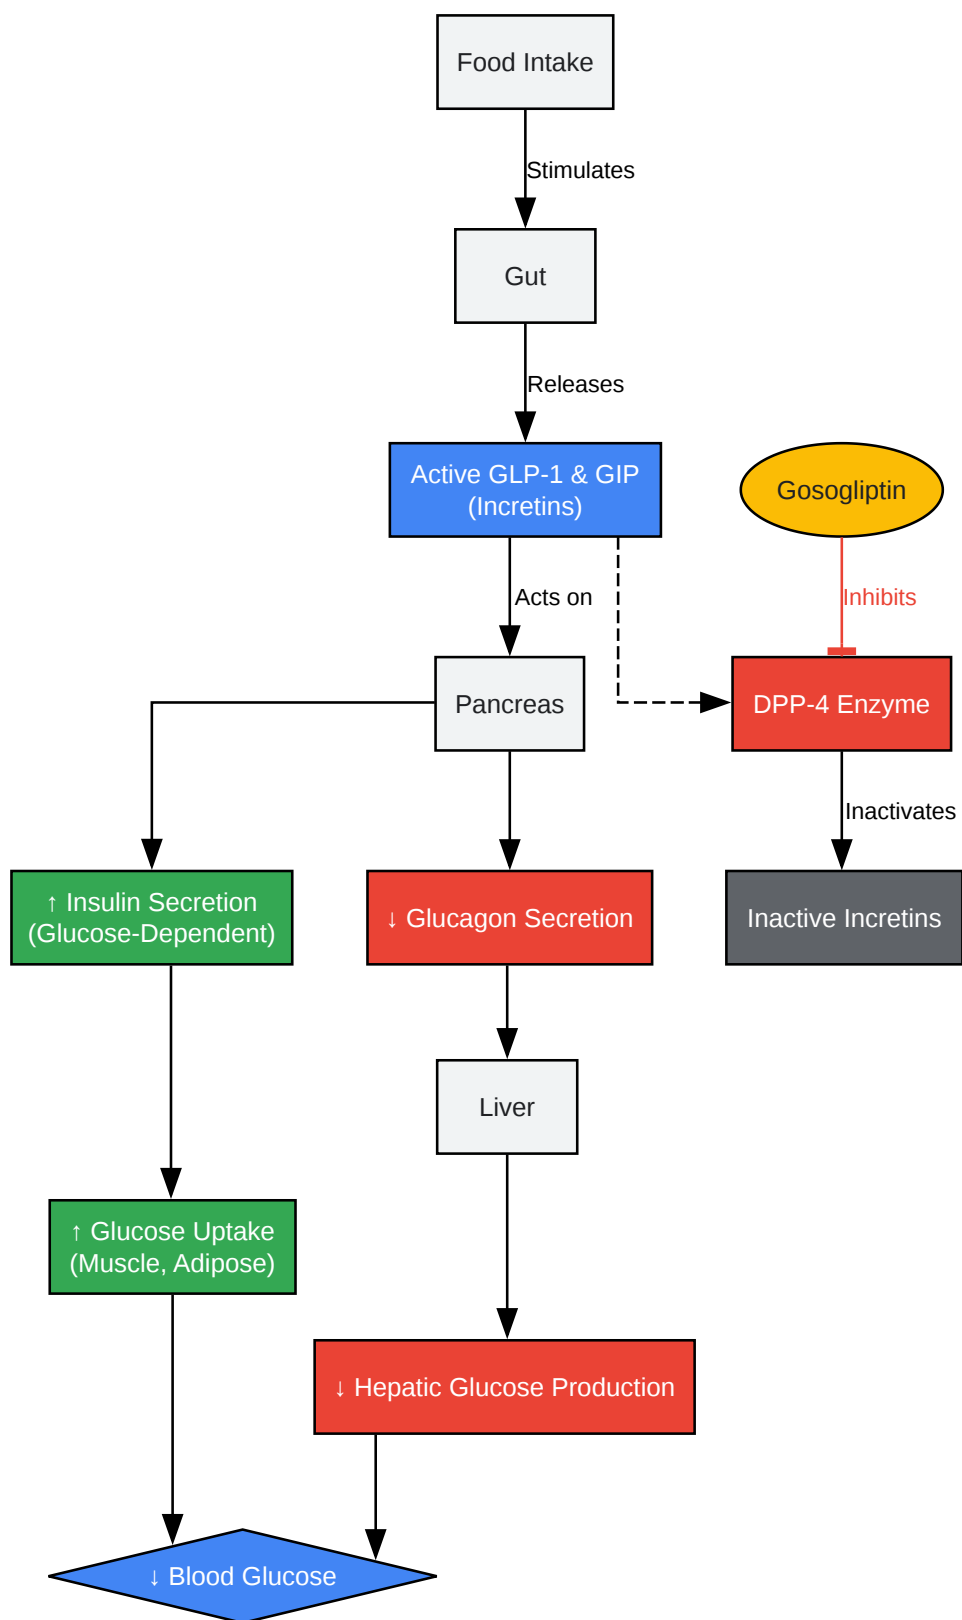 Food Intake
Stimulates
Gut
Releases
Active GLP-1 & GIP
(Incretins)
Gosogliptin
Acts on
Inhibits
Pancreas
DPP-4 Enzyme
Inactivates
↑ Insulin Secretion
(Glucose-Dependent)
↓ Glucagon Secretion
Inactive Incretins
Liver
↑ Glucose Uptake
(Muscle, Adipose)
↓ Hepatic Glucose Production
↓ Blood Glucose